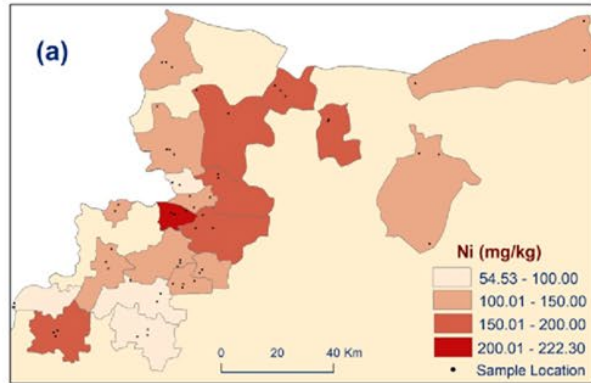 (a)
Ni (mg/kg)
54.53 - 100.00
100.01 - 150.00
150.01 - 200.00
200.01 - 222.30
Sample Location
0 20 40 Km